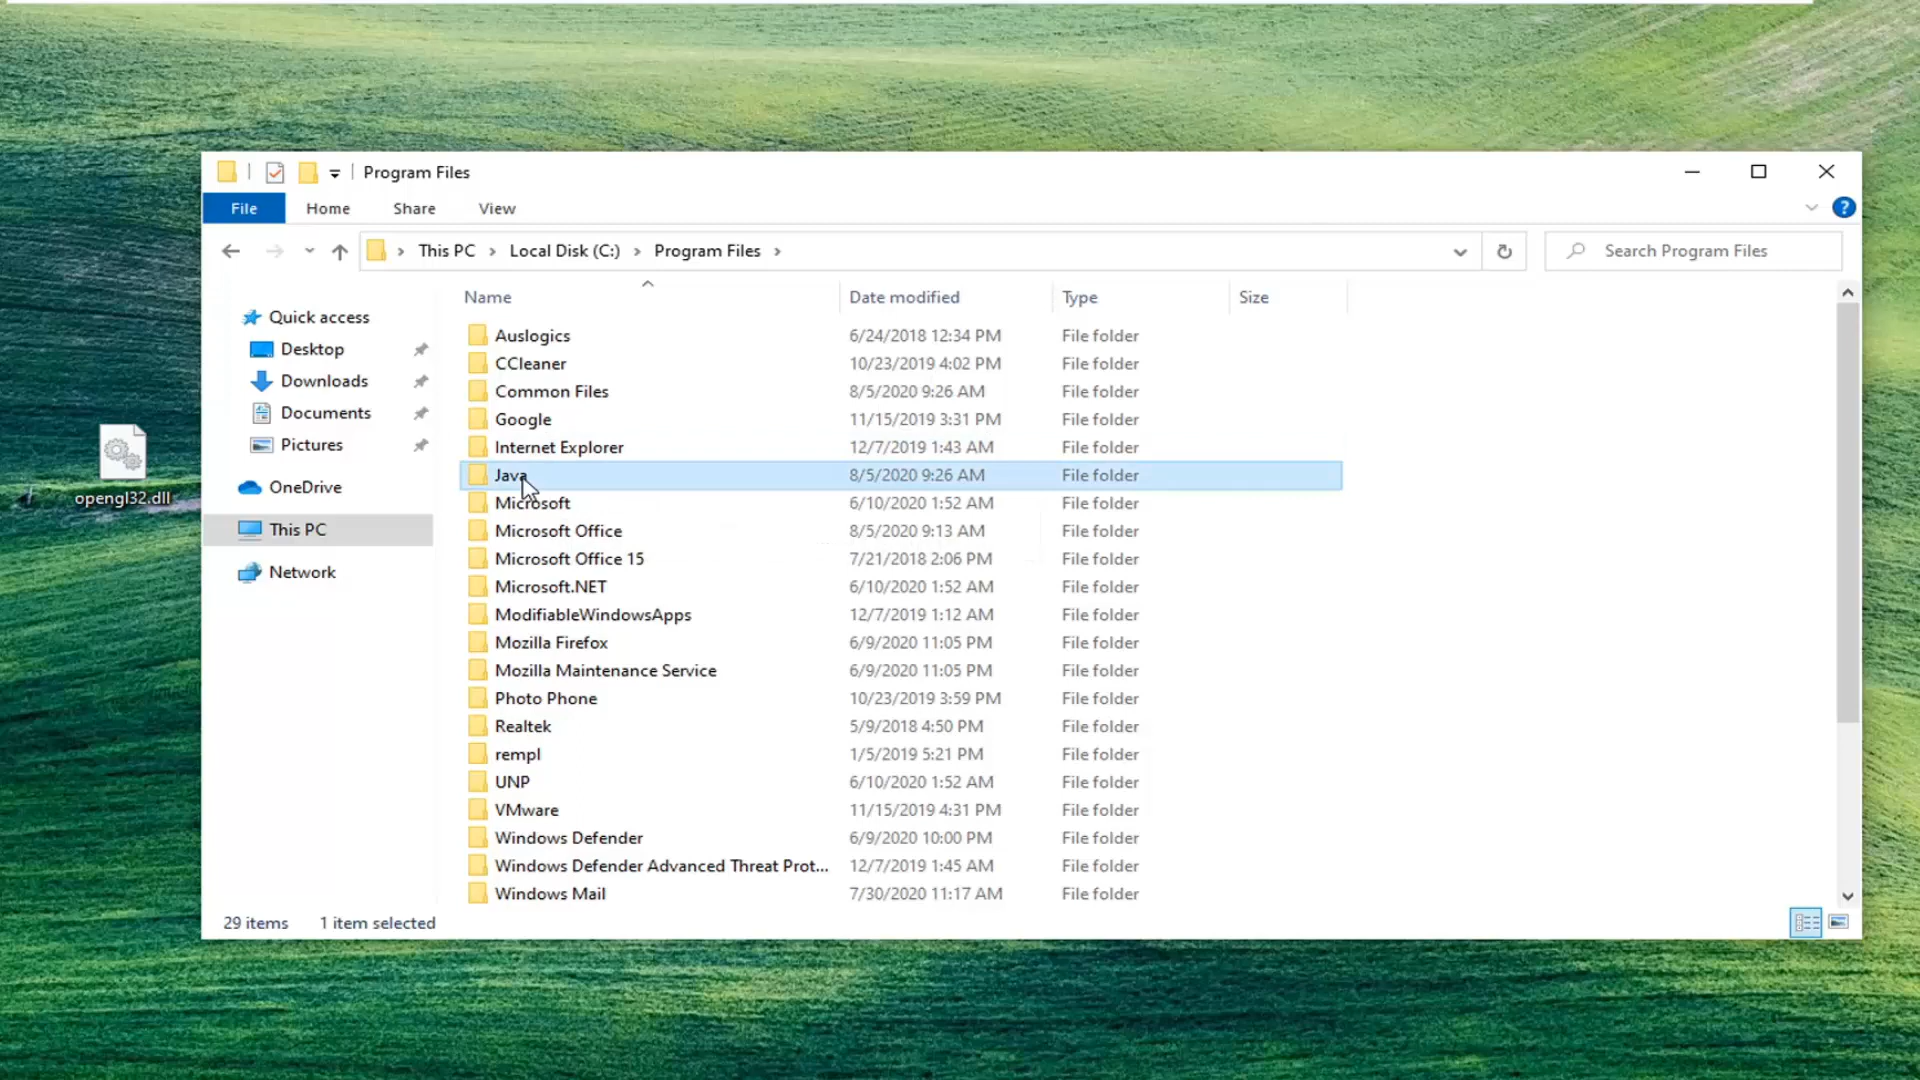 Program Files
File Home Share View
This PC Local Disk (C:) Program Files
Search Program Files
Name Date modified Type Size
Quick access
Desktop
Downloads
Documents
Pictures
OneDrive
This PC
Network
opengl32.dll
Auslogics 6/24/2018 12:34 PM File folder
CCleaner 10/23/2019 4:02 PM File folder
Common Files 8/5/2020 9:26 AM File folder
Google 11/15/2019 3:31 PM File folder
Internet Explorer 12/7/2019 1:43 AM File folder
Java 8/5/2020 9:26 AM File folder
Microsoft 6/10/2020 1:52 AM File folder
Microsoft Office 8/5/2020 9:13 AM File folder
Microsoft Office 15 7/21/2018 2:06 PM File folder
Microsoft.NET 6/10/2020 1:52 AM File folder
ModifiableWindowsApps 12/7/2019 1:12 AM File folder
Mozilla Firefox 6/9/2020 11:05 PM File folder
Mozilla Maintenance Service 6/9/2020 11:05 PM File folder
Photo Phone 10/23/2019 3:59 PM File folder
Realtek 5/9/2018 4:50 PM File folder
rempl 1/5/2019 5:21 PM File folder
UNP 6/10/2020 1:52 AM File folder
VMware 11/15/2019 4:31 PM File folder
Windows Defender 6/9/2020 10:00 PM File folder
Windows Defender Advanced Threat Prot... 12/7/2019 1:45 AM File folder
Windows Mail 7/30/2020 11:17 AM File folder
29 items 1 item selected